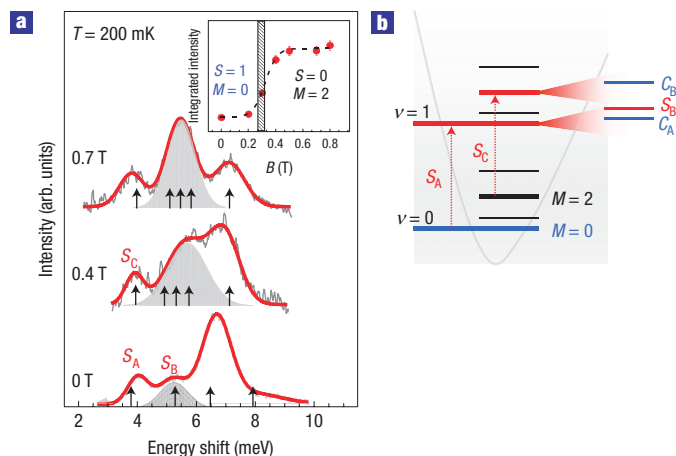 a
T = 200 mK
Integrated intensity
S = 1
M = 0
S = 0
M = 2
0 0.2 0.4 0.6 0.8
B (T)
0.7 T
0.4 T
0 T
S_C
S_A
S_B
Intensity (arb. units)
2 4 6 8 10
Energy shift (meV)
b
ν = 1
ν = 0
S_A
S_C
M = 2
M = 0
C_B
S_B
C_A